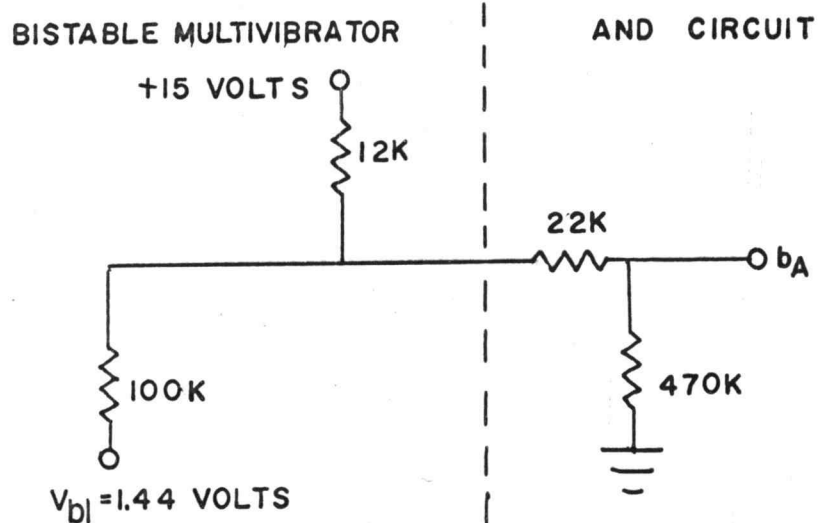 BISTABLE MULTIVIBRATOR
AND CIRCUIT
+15 VOLTS
12K
22K
bA
100K
470K
Vbl=1.44 VOLTS